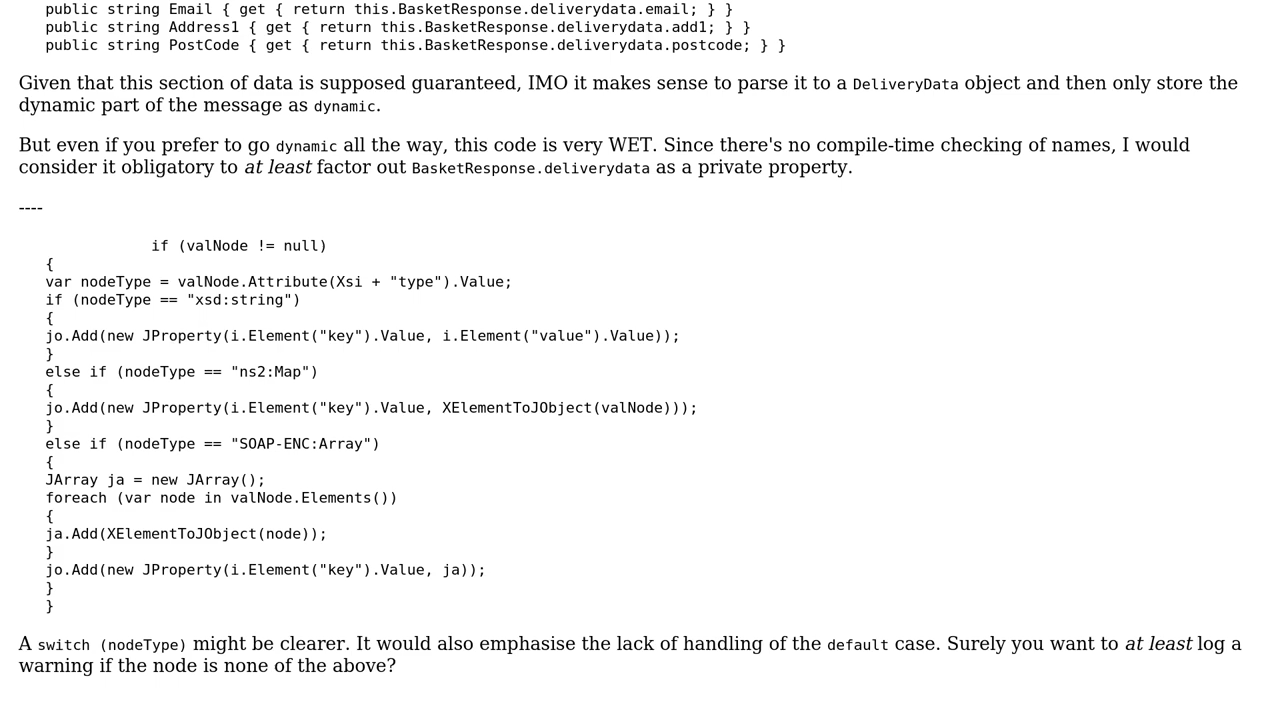 public string Email { get { return this.BasketResponse.deliverydata.email; } }
public string Address1 { get { return this.BasketResponse.deliverydata.add1; } }
public string PostCode { get { return this.BasketResponse.deliverydata.postcode; } }
Given that this section of data is supposed guaranteed, IMO it makes sense to parse it to a DeliveryData object and then only store the
dynamic part of the message as dynamic.
But even if you prefer to go dynamic all the way, this code is very WET. Since there's no compile-time checking of names, I would
consider it obligatory to at least factor out BasketResponse.deliverydata as a private property.
----
if (valNode != null)
{
var nodeType = valNode.Attribute(Xsi + "type").Value;
if (nodeType == "xsd:string")
{
jo.Add(new JProperty(i.Element("key").Value, i.Element("value").Value));
}
else if (nodeType == "ns2:Map")
{
jo.Add(new JProperty(i.Element("key").Value, XElementToJObject(valNode)));
}
else if (nodeType == "SOAP-ENC:Array")
{
JArray ja = new JArray();
foreach (var node in valNode.Elements())
{
ja.Add(XElementToJObject(node));
}
jo.Add(new JProperty(i.Element("key").Value, ja));
}
}
A switch (nodeType) might be clearer. It would also emphasise the lack of handling of the default case. Surely you want to at least log a
warning if the node is none of the above?